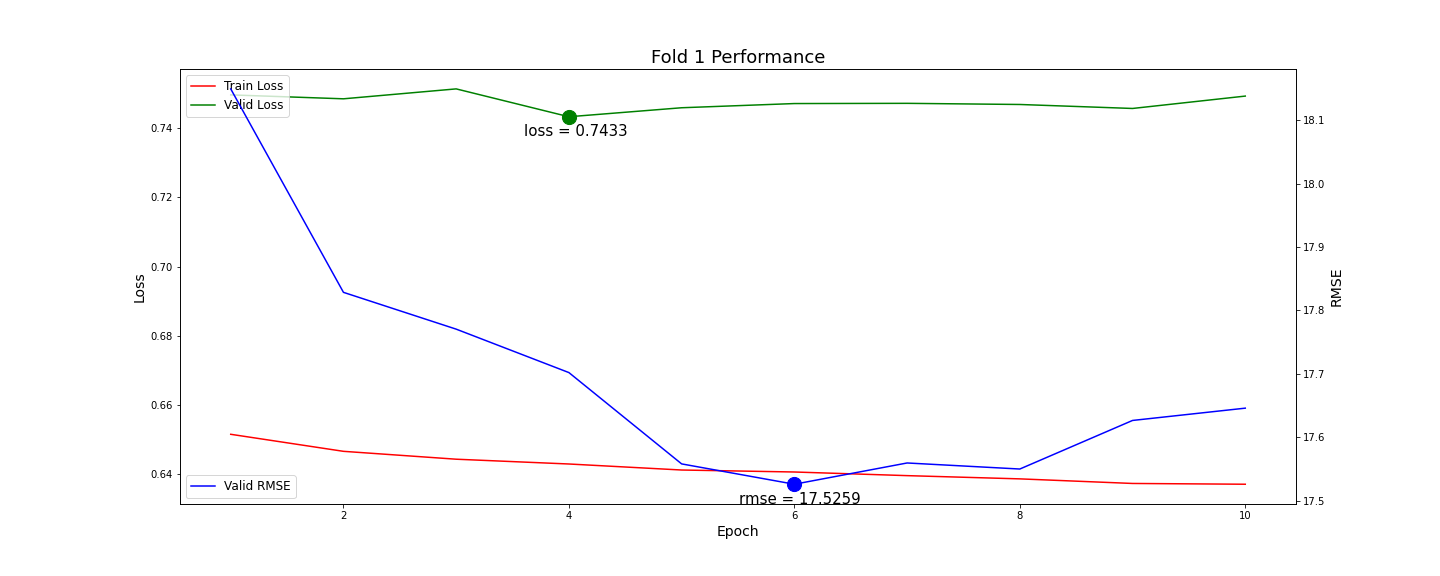 Fold 1 Performance
Train Loss
Valid Loss
loss = 0.7433
rmse = 17.5259
Valid RMSE
0.74
0.72
0.70
0.68
0.66
0.64
Loss
18.1
18.0
17.9
17.8
17.7
17.6
17.5
RMSE
2 4 6 8 10
Epoch